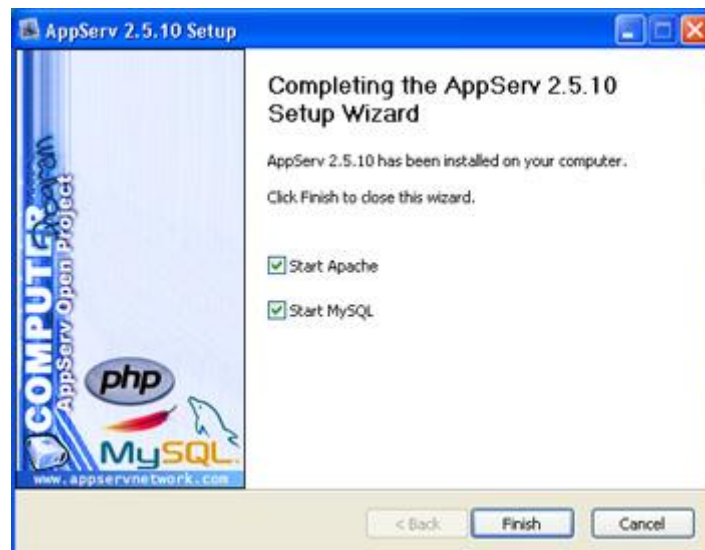 AppServ 2.5.10 Setup
Completing the AppServ 2.5.10
Setup Wizard
AppServ 2.5.10 has been installed on your computer.
Click Finish to close this wizard.
Start Apache
Start MySQL
COMPUTER
Program
AppServ Open Project
php
MySQL
www.appservnetwork.com
< Back
Finish
Cancel